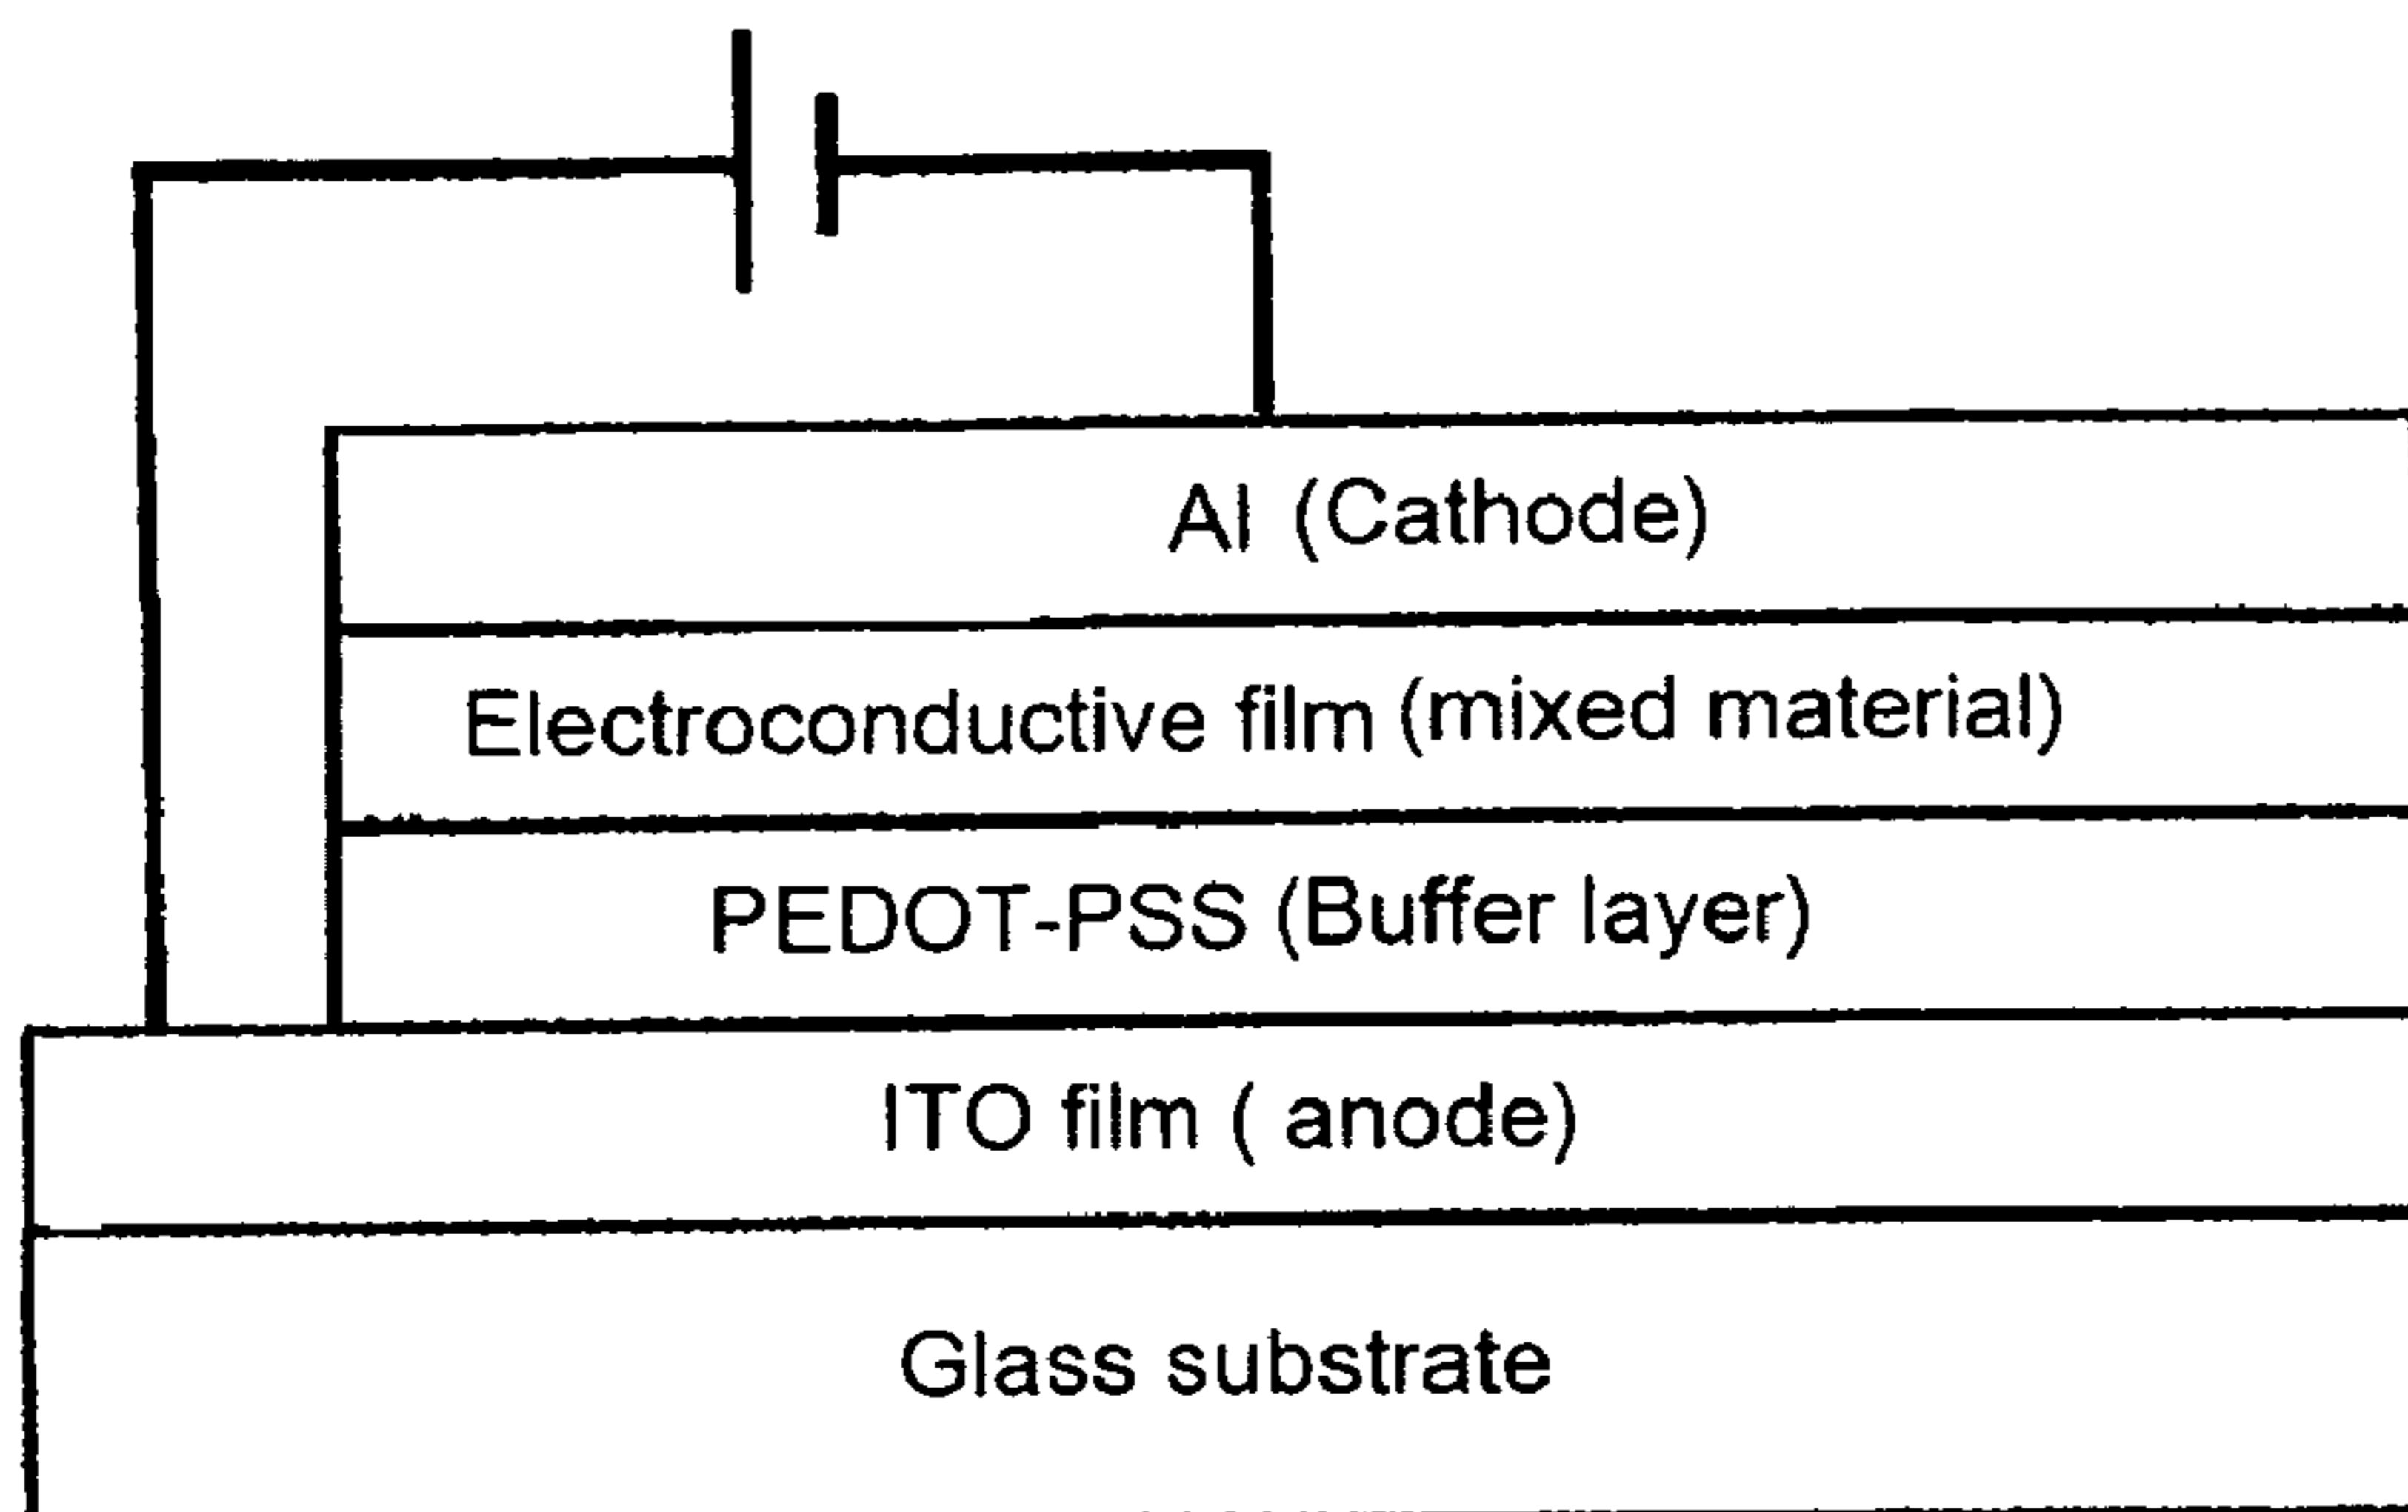 Al (Cathode)
Electroconductive film (mixed material)
PEDOT-PSS (Buffer layer)
ITO film ( anode)
Glass substrate